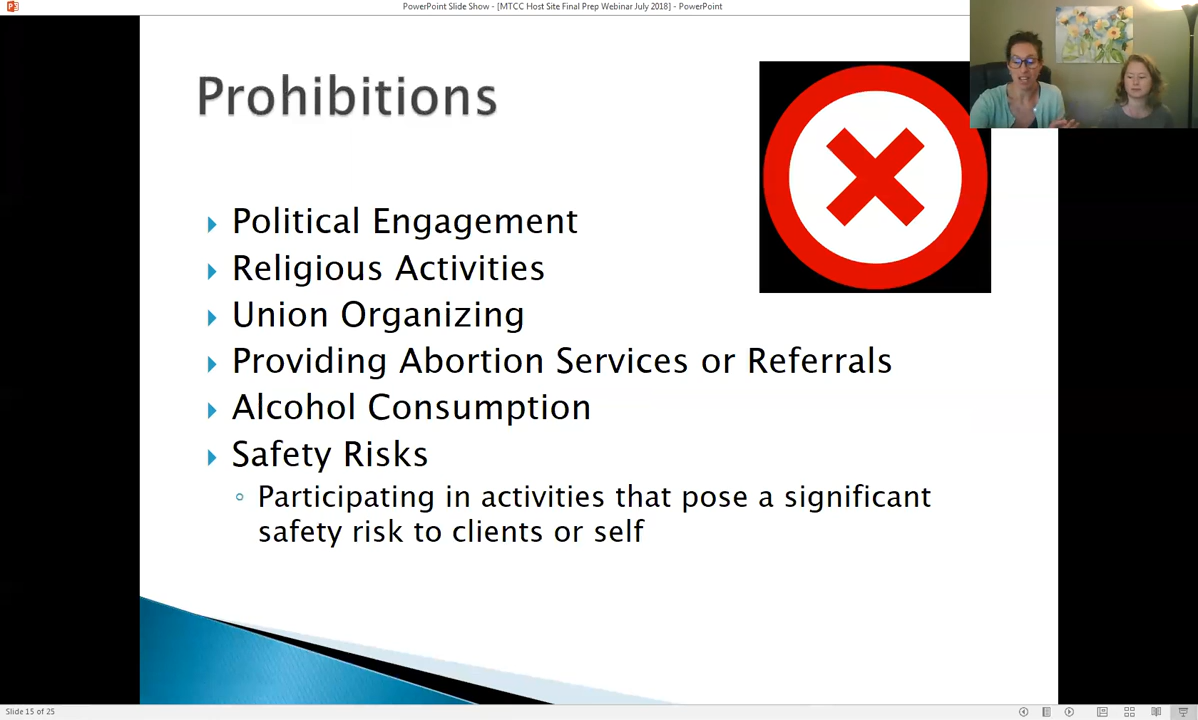 PowerPoint Slide Show - [MTCC Host Site Final Prep Webinar July 2018] - PowerPoint
Prohibitions
Political Engagement
Religious Activities
Union Organizing
Providing Abortion Services or Referrals
Alcohol Consumption
Safety Risks
Participating in activities that pose a significant
safety risk to clients or self
Slide 15 of 25